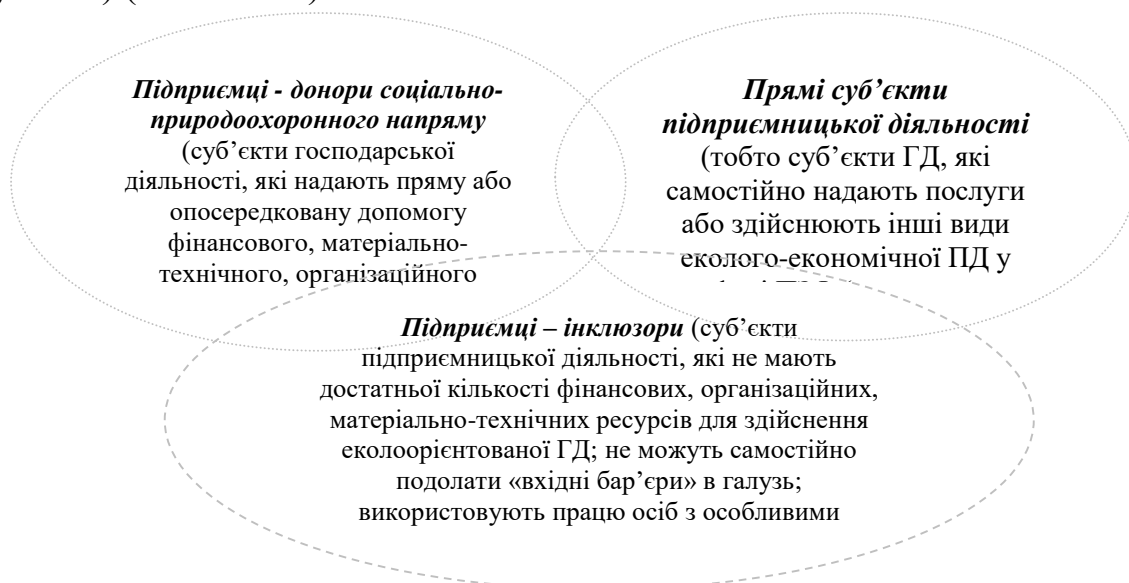 Підприємці - донори соціально-
природоохоронного напряму
(суб’єкти господарської
діяльності, які надають пряму або
опосередковану допомогу
фінансового, матеріально-
технічного, організаційного
Прямі суб’єкти
підприємницької діяльності
(тобто суб’єкти ГД, які
самостійно надають послуги
або здійснюють інші види
еколого-економічної ПД у
Підприємці – інклюзори (суб’єкти
підприємницької діяльності, які не мають
достатньої кількості фінансових, організаційних,
матеріально-технічних ресурсів для здійснення
еколоорієнтованої ГД; не можуть самостійно
подолати «вхідні бар’єри» в галузь;
використовують працю осіб з особливими